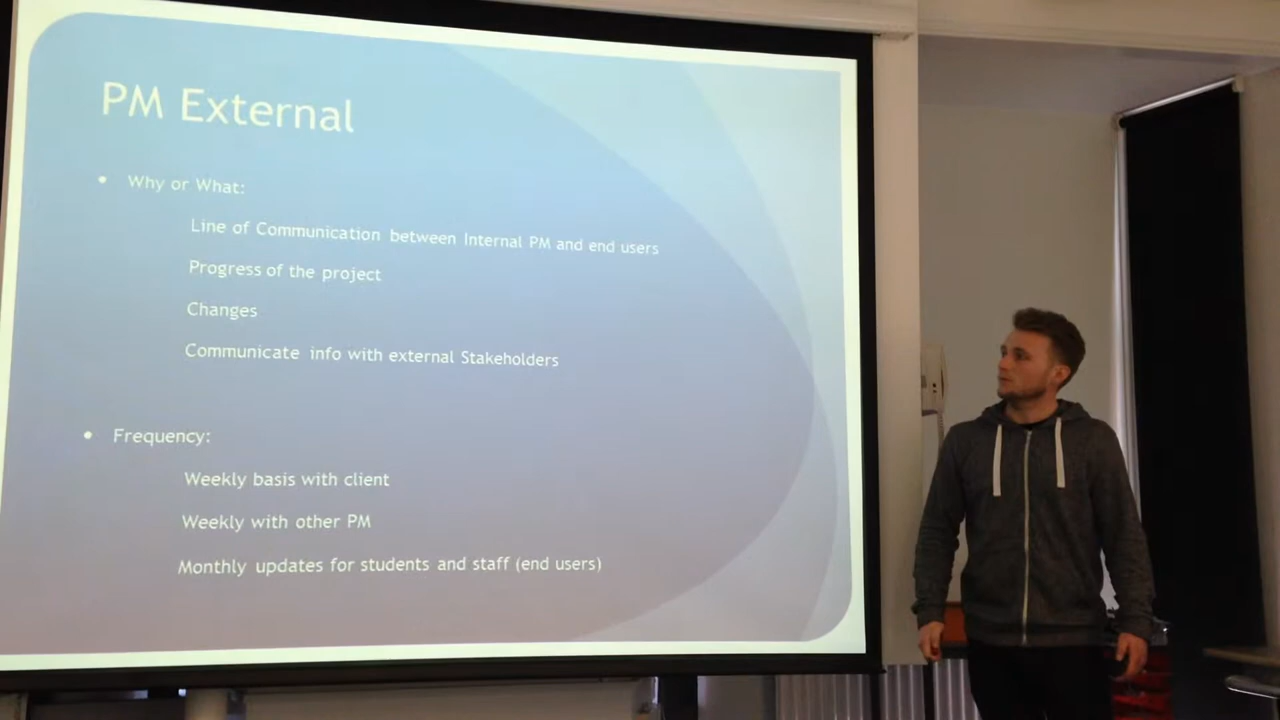 PM External
• Why or What:
Line of Communication between Internal PM and end users
Progress of the project
Changes
Communicate info with external Stakeholders
• Frequency:
Weekly basis with client
Weekly with other PM
Monthly updates for students and staff (end users)